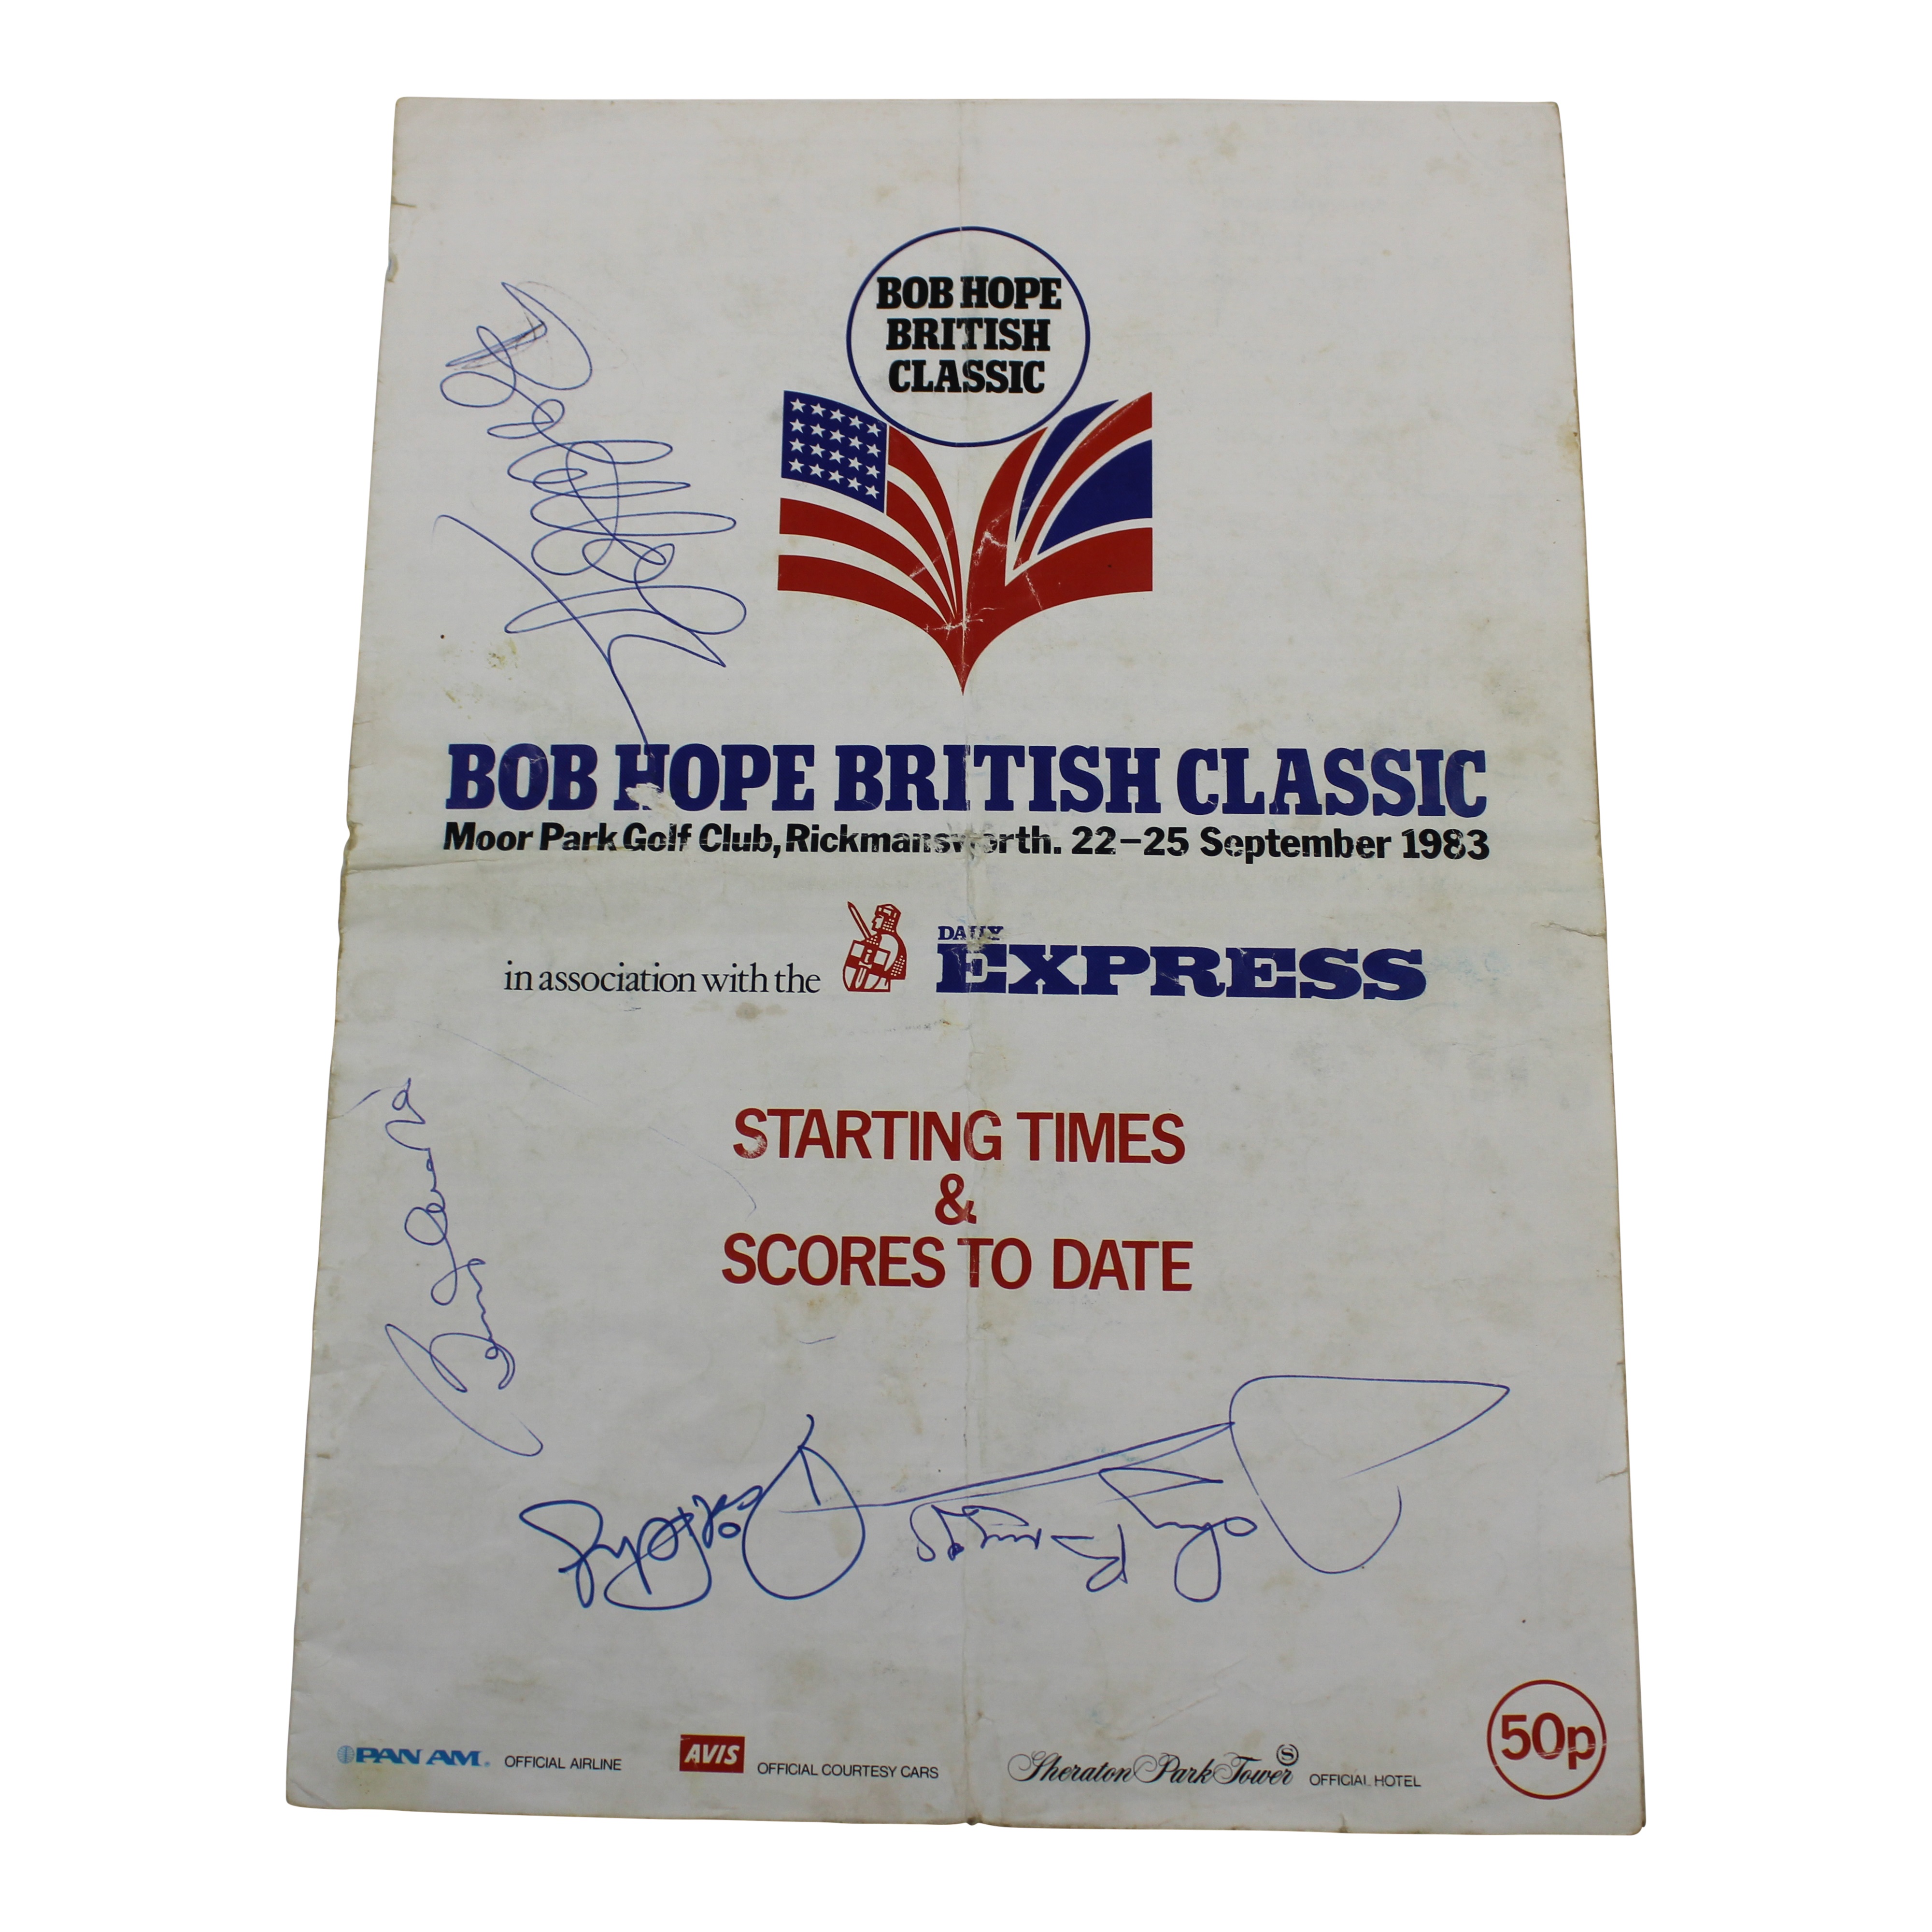 BOB HOPE
BRITISH
CLASSIC
BOB HOPE BRITISH CLASSIC
Moor Park Golf Club, Rickmansworth. 22–25 September 1983
in association with the DAILY EXPRESS
STARTING TIMES
&
SCORES TO DATE
PAN AM. OFFICIAL AIRLINE
AVIS OFFICIAL COURTESY CARS
Sheraton Park Tower S OFFICIAL HOTEL
50p